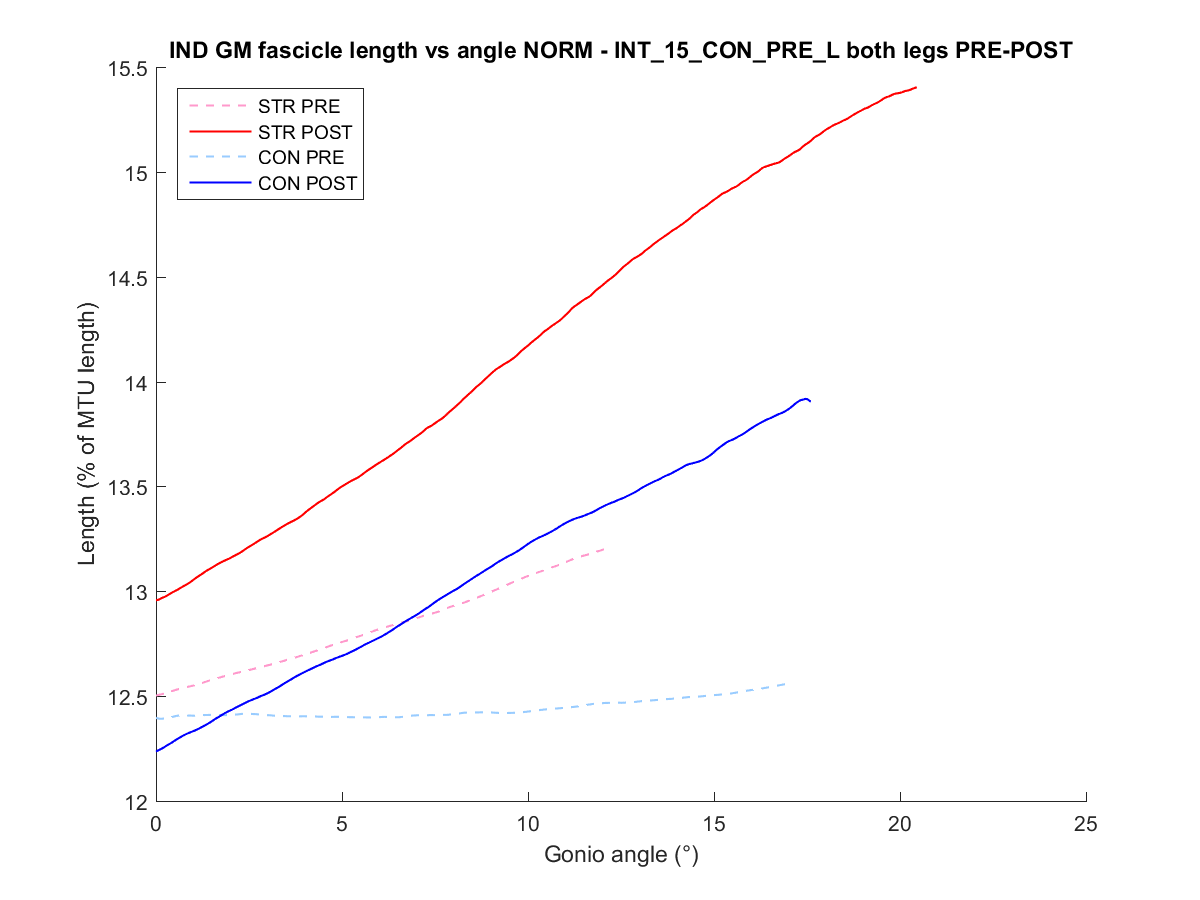 IND GM fascicle length vs angle NORM - INT_15_CON_PRE_L both legs PRE-POST
15.5
15
14.5
14
13.5
13
12.5
12
Length (% of MTU length)
STR PRE
STR POST
CON PRE
CON POST
0
5
10
15
20
25
Gonio angle (°)